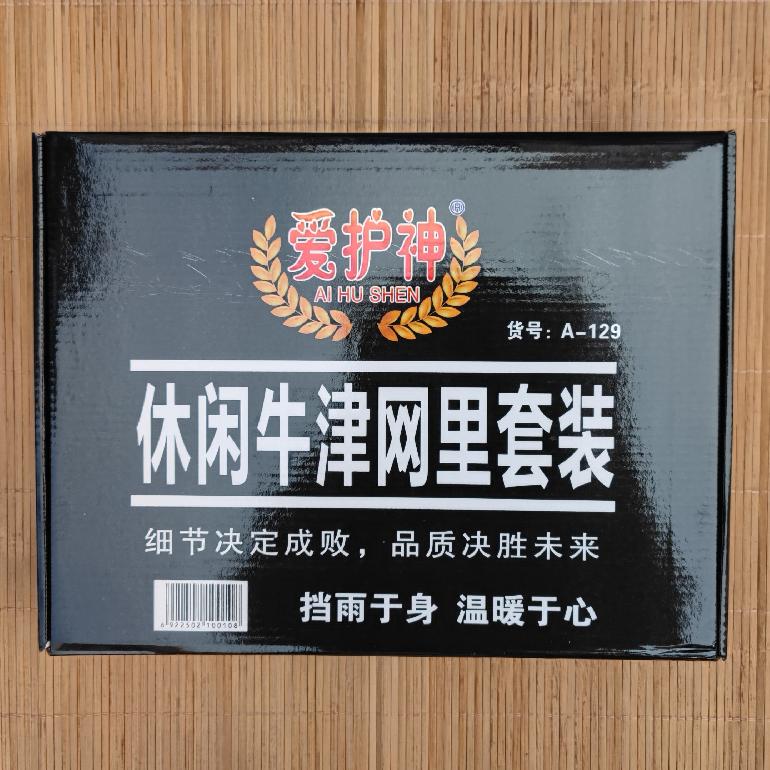 爱护神®
AI HU SHEN
货号：A-129
休闲牛津网里套装
细节决定成败，品质决胜未来
挡雨于身 温暖于心
6922502100108